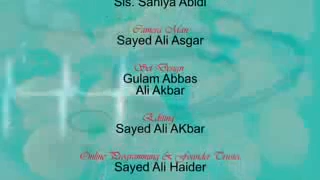 Sis. Saniya Abidi
Camera Man
Sayed Ali Asgar
Set Design
Gulam Abbas
Ali Akbar
Editing
Sayed Ali AKbar
Online Programming & Founder Trustee
Sayed Ali Haider